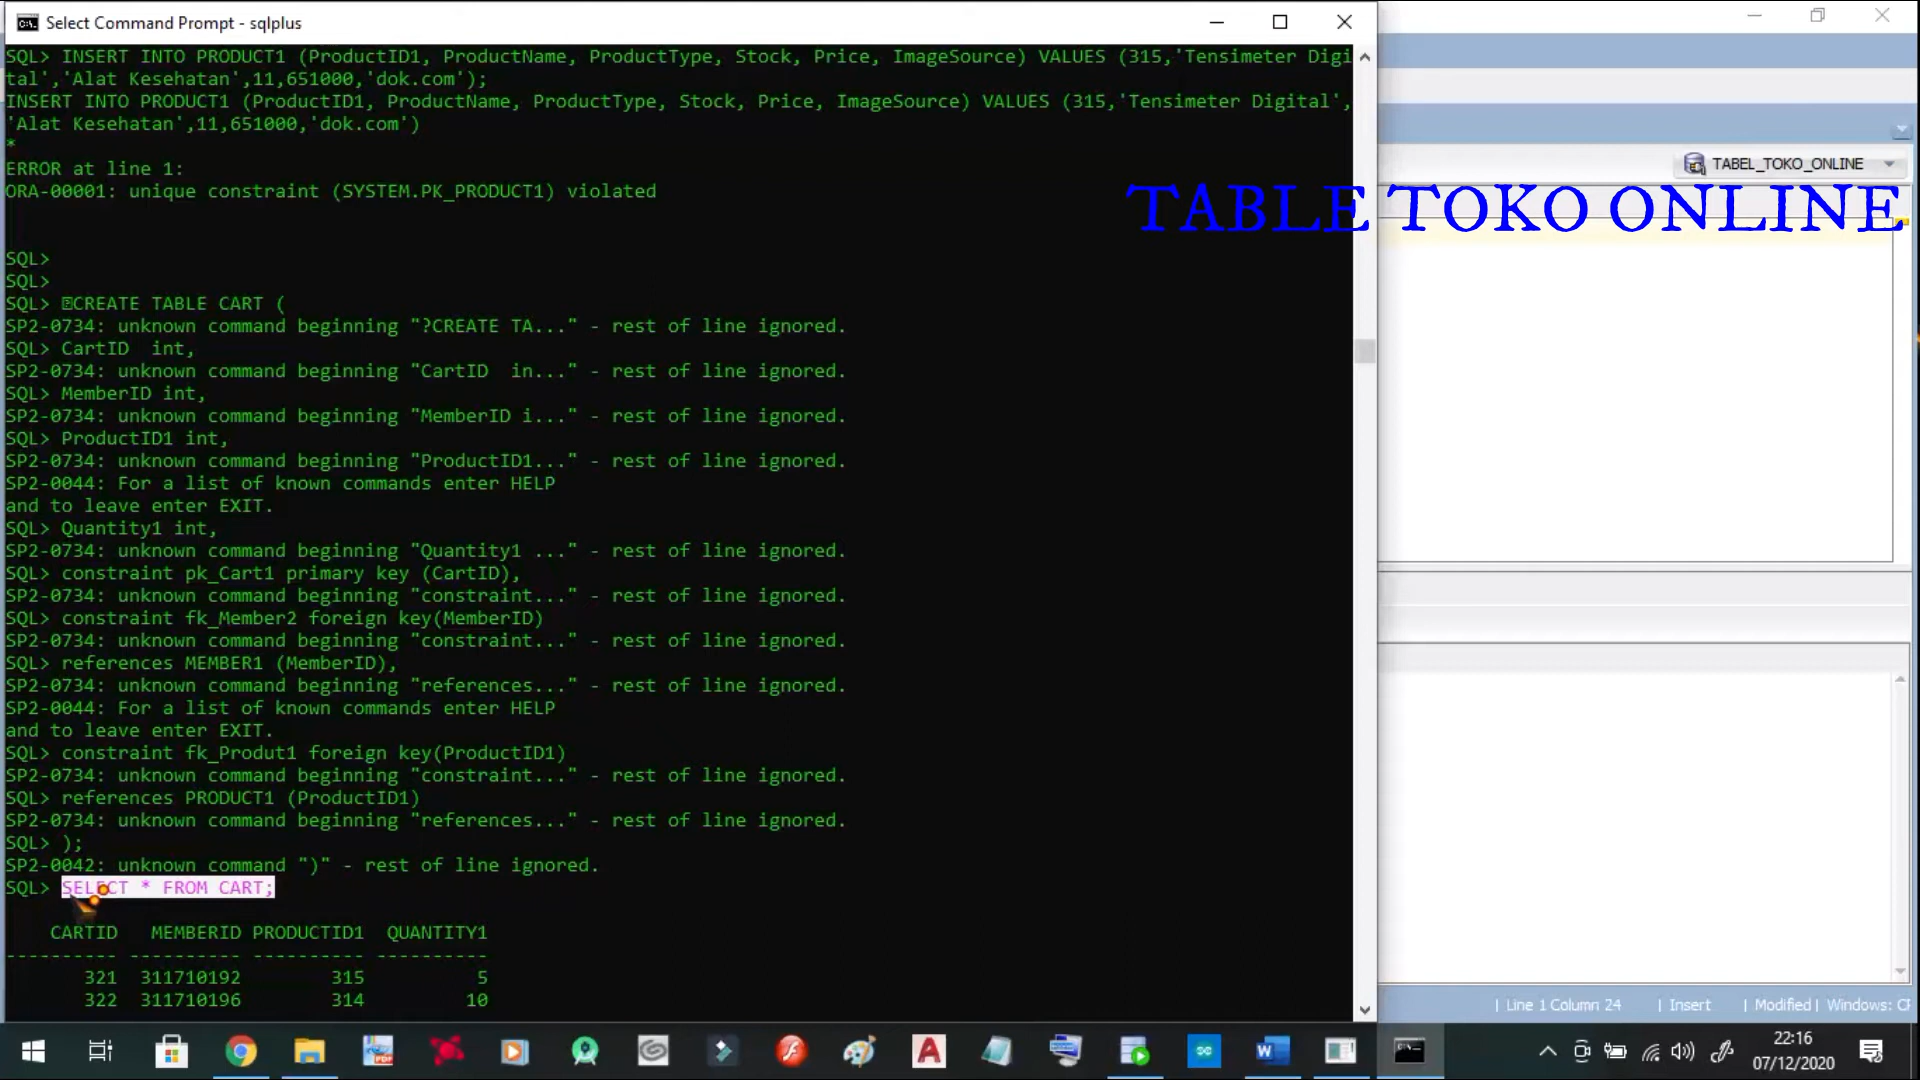 Select Command Prompt - sqlplus
SQL> INSERT INTO PRODUCT1 (ProductID1, ProductName, ProductType, Stock, Price, ImageSource) VALUES (315,'Tensimeter Digi
tal','Alat Kesehatan',11,651000,'dok.com');
INSERT INTO PRODUCT1 (ProductID1, ProductName, ProductType, Stock, Price, ImageSource) VALUES (315,'Tensimeter Digital',
'Alat Kesehatan',11,651000,'dok.com')
*
ERROR at line 1:
ORA-00001: unique constraint (SYSTEM.PK_PRODUCT1) violated
TABEL_TOKO_ONLINE
TABLE TOKO ONLINE
SQL>
SQL>
SQL> CREATE TABLE CART (
SP2-0734: unknown command beginning "?CREATE TA..." - rest of line ignored.
SQL> CartID  int,
SP2-0734: unknown command beginning "CartID  in..." - rest of line ignored.
SQL> MemberID int,
SP2-0734: unknown command beginning "MemberID i..." - rest of line ignored.
SQL> ProductID1 int,
SP2-0734: unknown command beginning "ProductID1..." - rest of line ignored.
SP2-0044: For a list of known commands enter HELP
and to leave enter EXIT.
SQL> Quantity1 int,
SP2-0734: unknown command beginning "Quantity1 ..." - rest of line ignored.
SQL> constraint pk_Cart1 primary key (CartID),
SP2-0734: unknown command beginning "constraint..." - rest of line ignored.
SQL> constraint fk_Member2 foreign key(MemberID)
SP2-0734: unknown command beginning "constraint..." - rest of line ignored.
SQL> references MEMBER1 (MemberID),
SP2-0734: unknown command beginning "references..." - rest of line ignored.
SP2-0044: For a list of known commands enter HELP
and to leave enter EXIT.
SQL> constraint fk_Produt1 foreign key(ProductID1)
SP2-0734: unknown command beginning "constraint..." - rest of line ignored.
SQL> references PRODUCT1 (ProductID1)
SP2-0734: unknown command beginning "references..." - rest of line ignored.
SQL> );
SP2-0042: unknown command ")" - rest of line ignored.
SQL> SELECT * FROM CART;
CARTID MEMBERID PRODUCTID1 QUANTITY1
---------- ---------- ---------- ----------
321 311710192 315 5
322 311710196 314 10
| Line 1 Column 24 | Insert | Modified | Windows: CF
22:16
07/12/2020